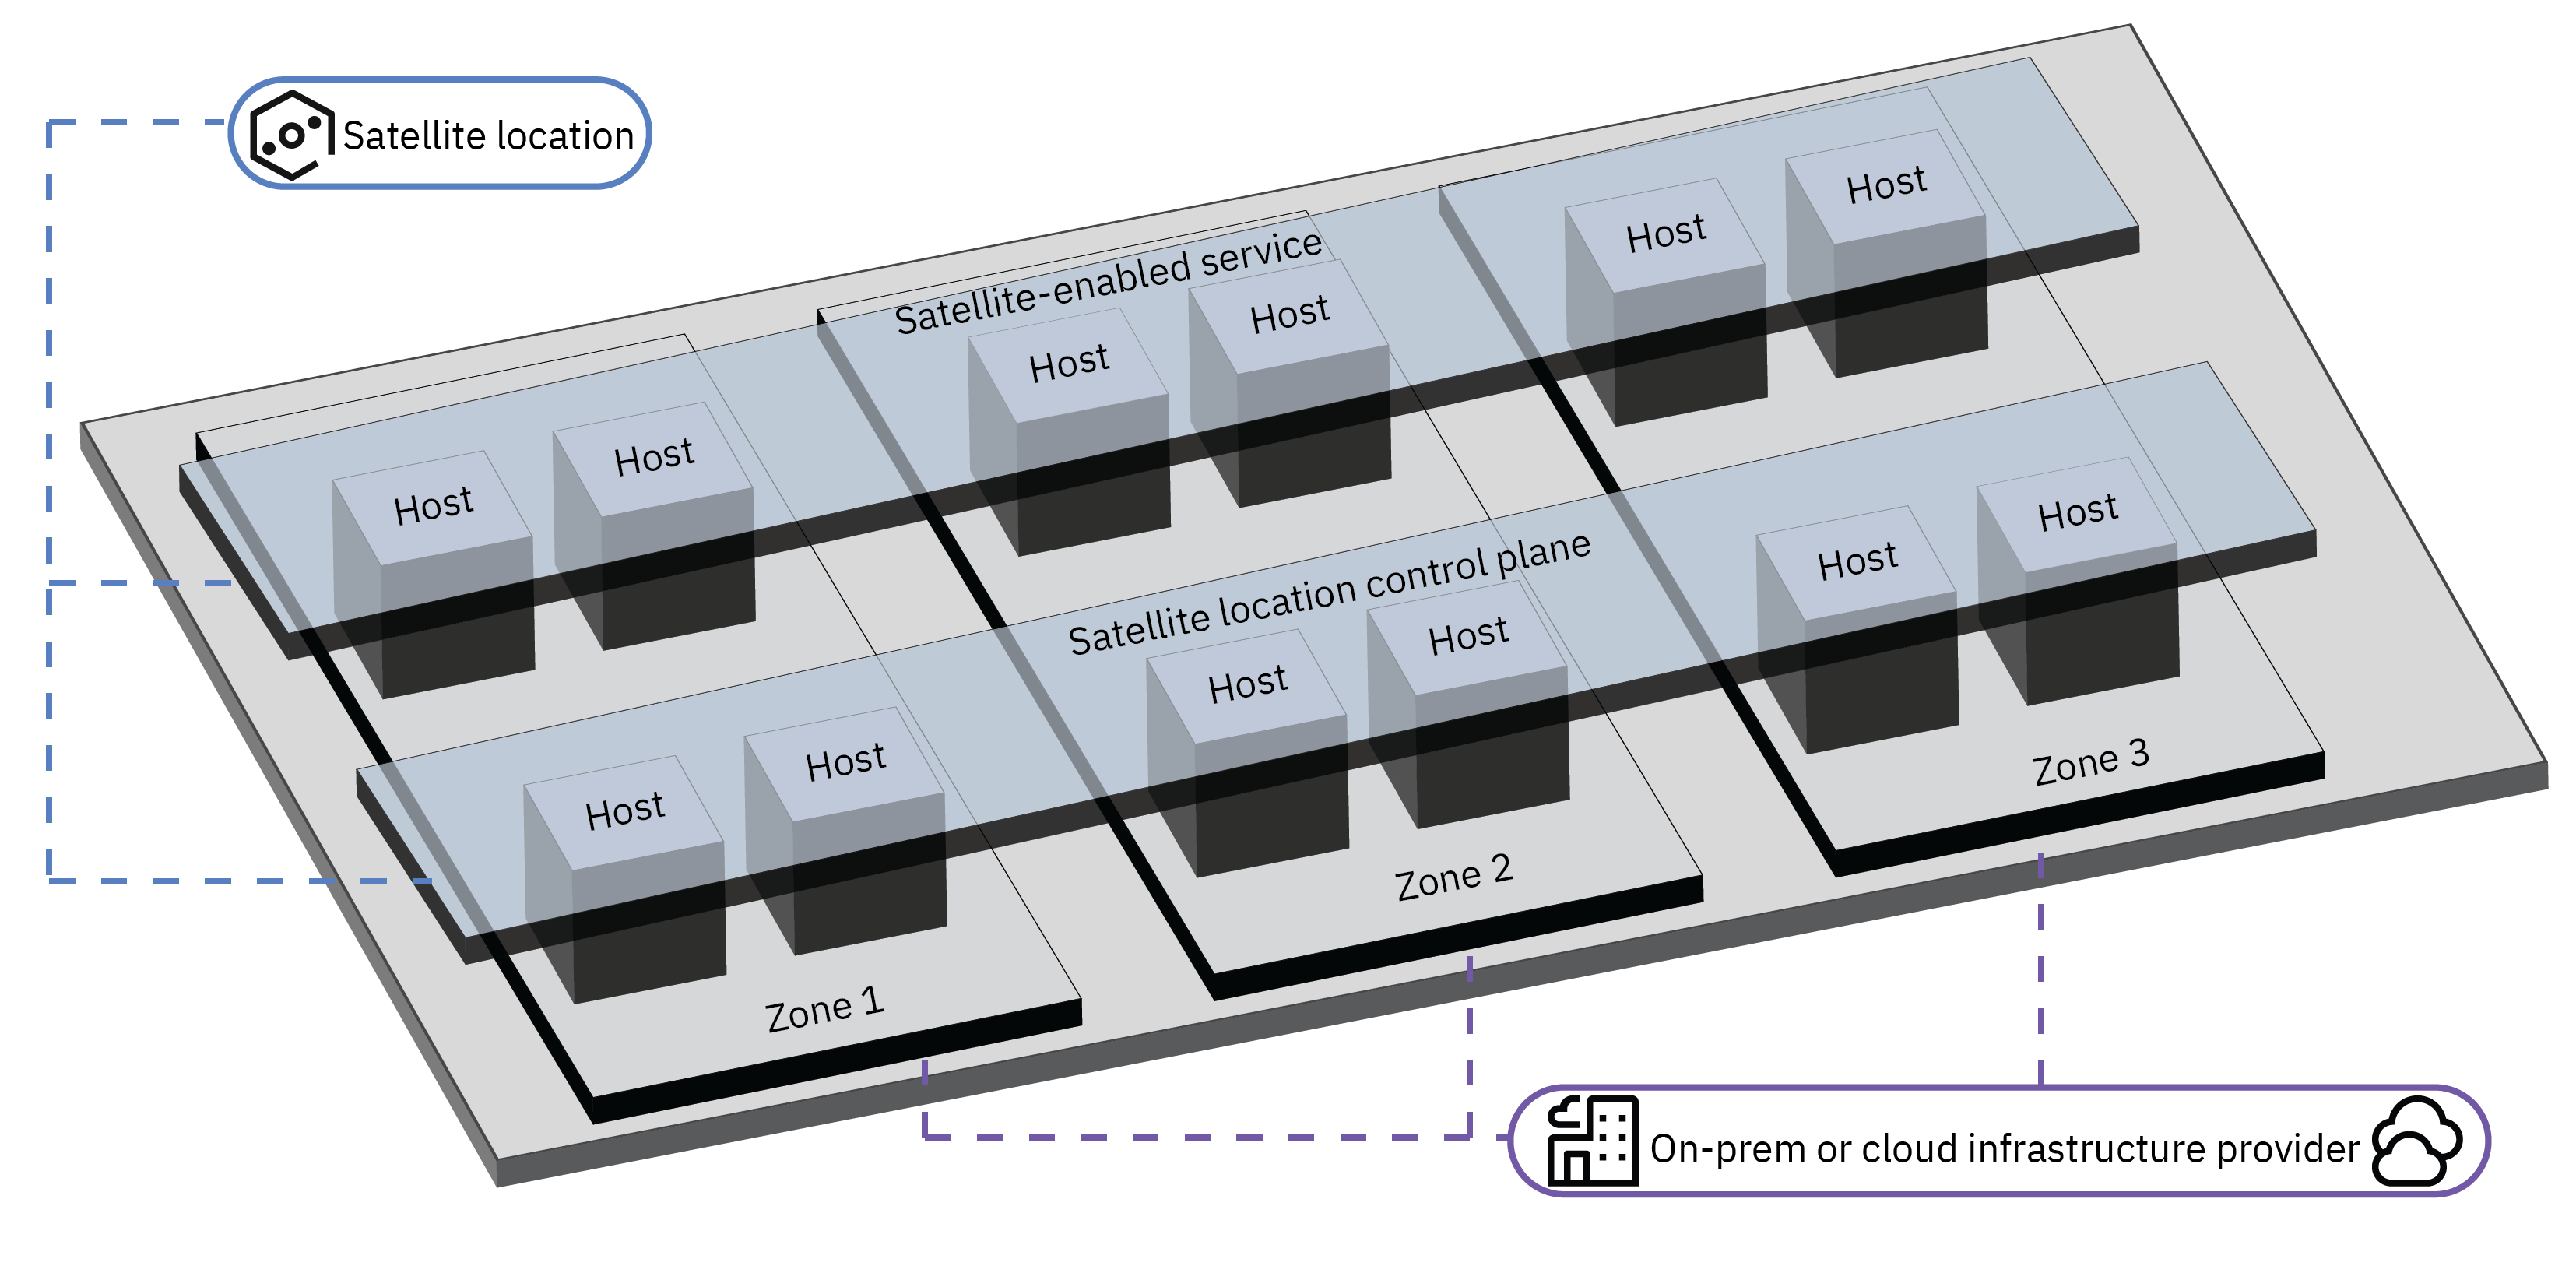 Satellite location
Satellite-enabled service
Host
Host
Host
Host
Host
Host
Satellite location control plane
Host
Host
Host
Host
Host
Host
Zone 1
Zone 2
Zone 3
On-prem or cloud infrastructure provider